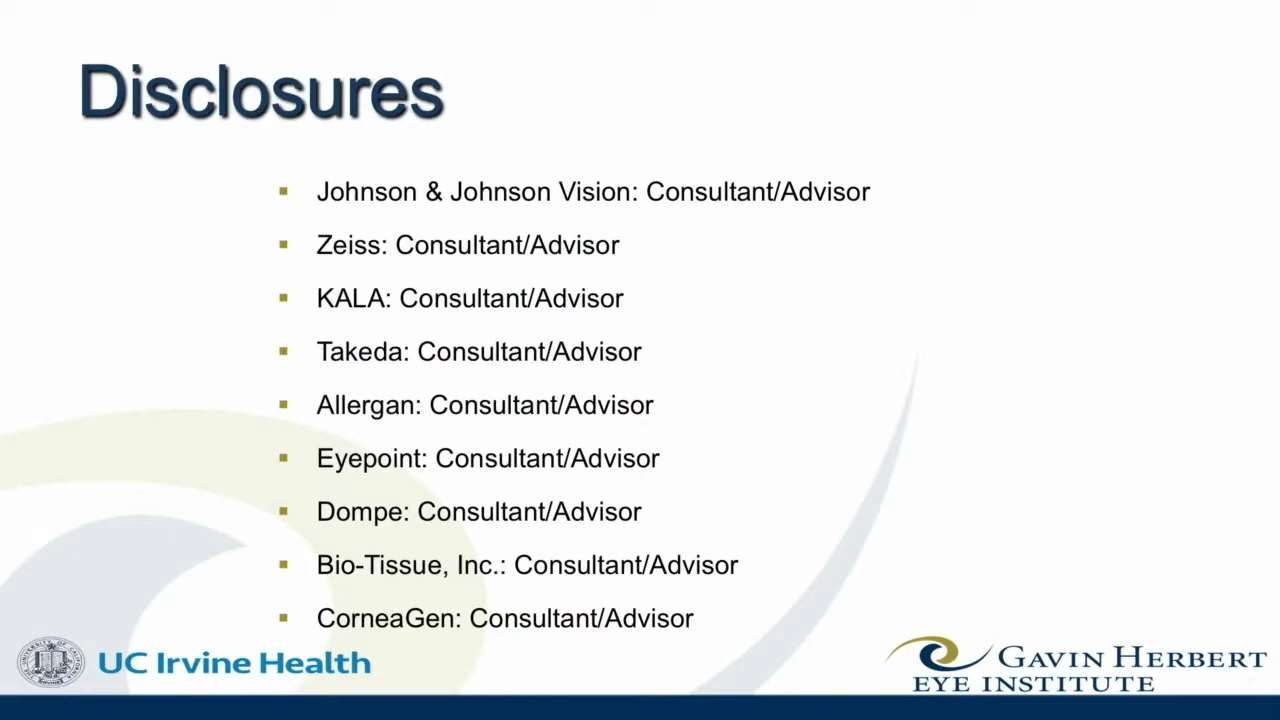 Disclosures
Johnson & Johnson Vision: Consultant/Advisor
Zeiss: Consultant/Advisor
KALA: Consultant/Advisor
Takeda: Consultant/Advisor
Allergan: Consultant/Advisor
Eyepoint: Consultant/Advisor
Dompe: Consultant/Advisor
Bio-Tissue, Inc.: Consultant/Advisor
CorneaGen: Consultant/Advisor
UC Irvine Health
GAVIN HERBERT
EYE INSTITUTE